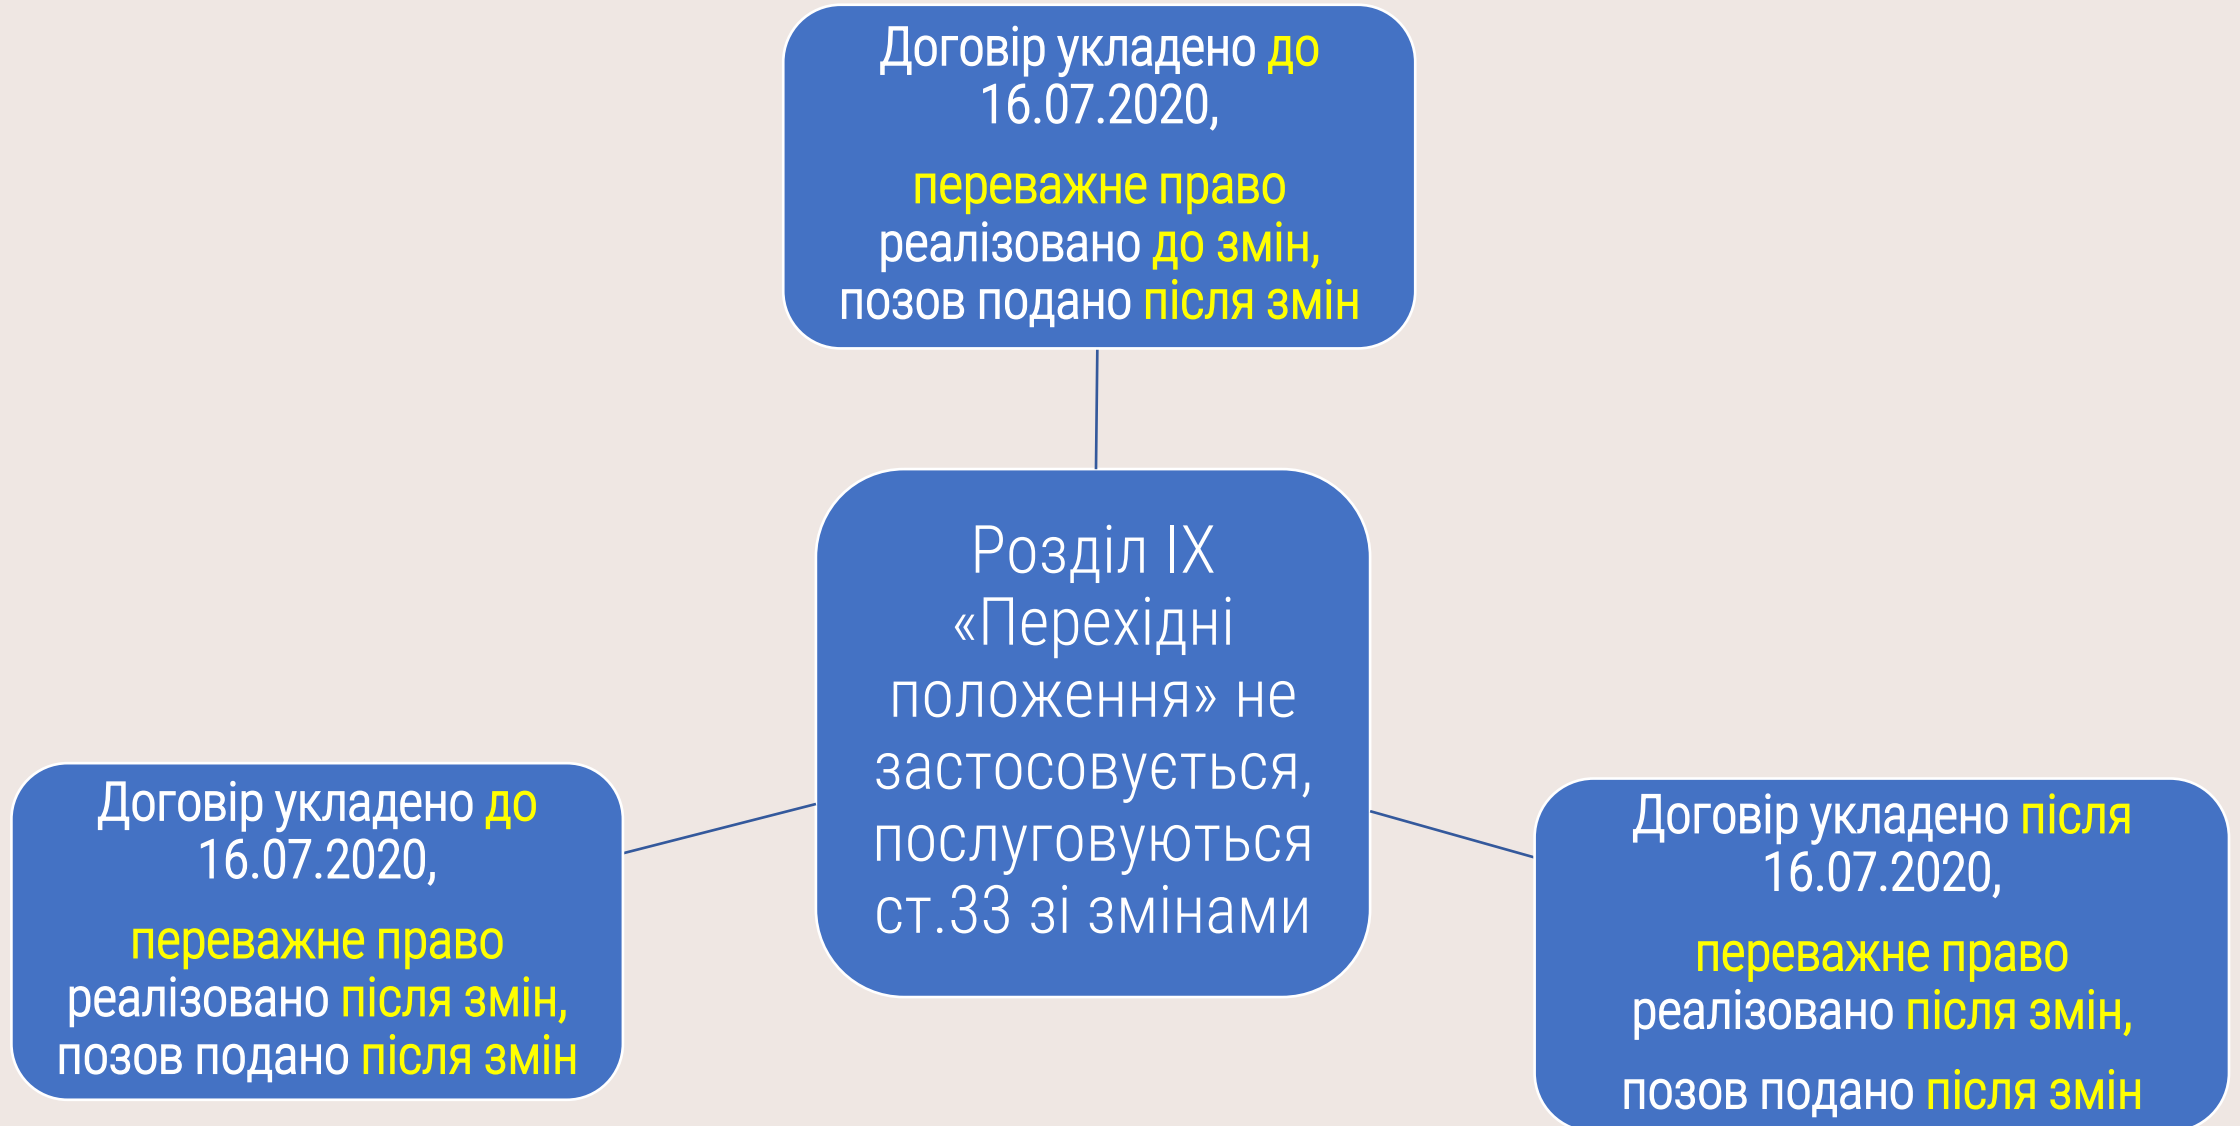 Договір укладено до
16.07.2020,
переважне право
реалізовано до змін,
позов подано після змін
Розділ IX
«Перехідні
положення» не
застосовується,
послуговуються
ст.33 зі змінами
Договір укладено до
16.07.2020,
переважне право
реалізовано після змін,
позов подано після змін
Договір укладено після
16.07.2020,
переважне право
реалізовано після змін,
позов подано після змін